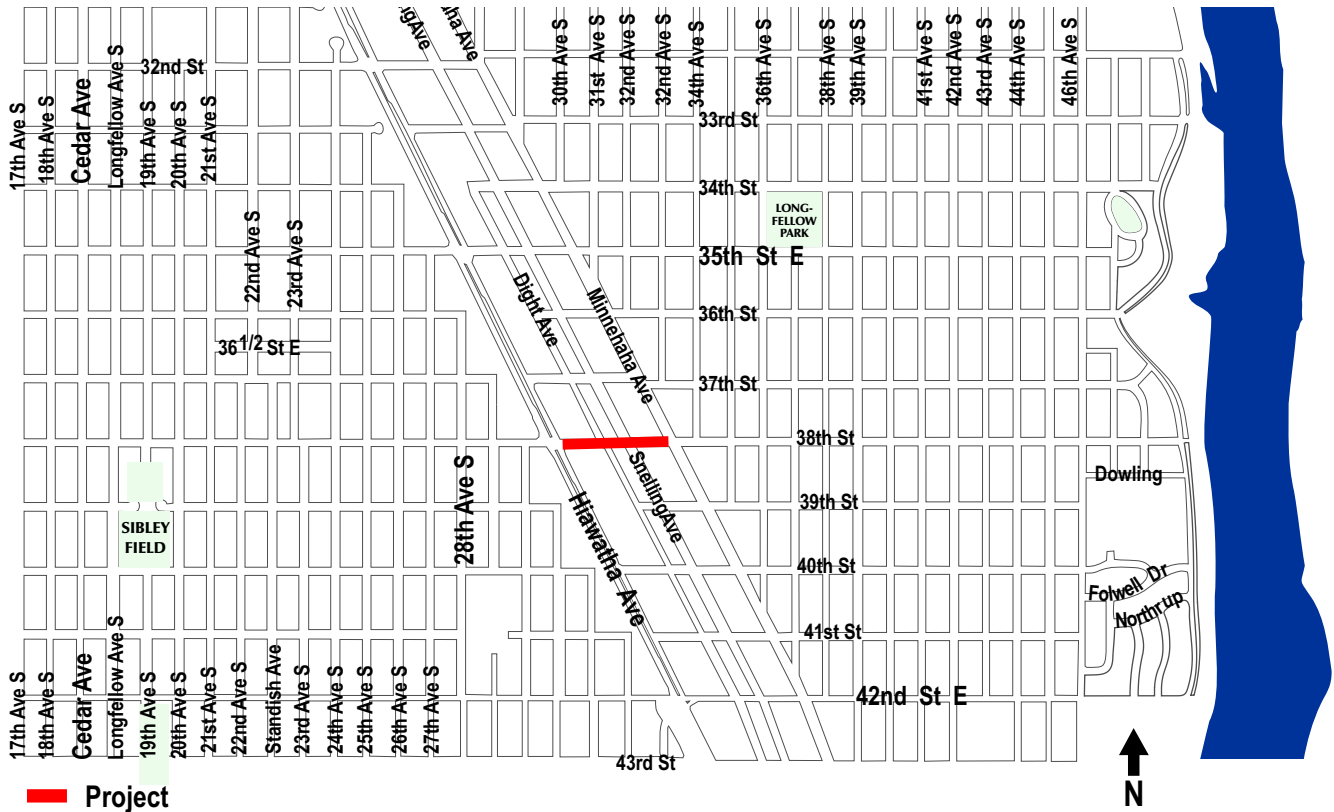 ngAve
aha Ave
30th Ave S
31st Ave S
32nd Ave S
32nd Ave S
34th Ave S
36th Ave S
38th Ave S
39th Ave S
41st Ave S
42nd Ave S
43rd Ave S
44th Ave S
46th Ave S
32nd St
17th Ave S
18th Ave S
Cedar Ave
Longfellow Ave S
19th Ave S
20th Ave S
21st Ave S
33rd St
34th St
LONG-
FELLOW
PARK
22nd Ave S
23rd Ave S
35th St E
Dight Ave
Minnehaha Ave
36th St
36 1/2 St E
37th St
38th St
28th Ave S
Hiawatha Ave
SnellingAve
Dowling
39th St
SIBLEY
FIELD
40th St
Folwell Dr
Northrup
41st St
17th Ave S
18th Ave S
Cedar Ave
Longfellow Ave S
19th Ave S
20th Ave S
21st Ave S
22nd Ave S
Standish Ave
23rd Ave S
24th Ave S
25th Ave S
26th Ave S
27th Ave S
42nd St E
43rd St
Project
N